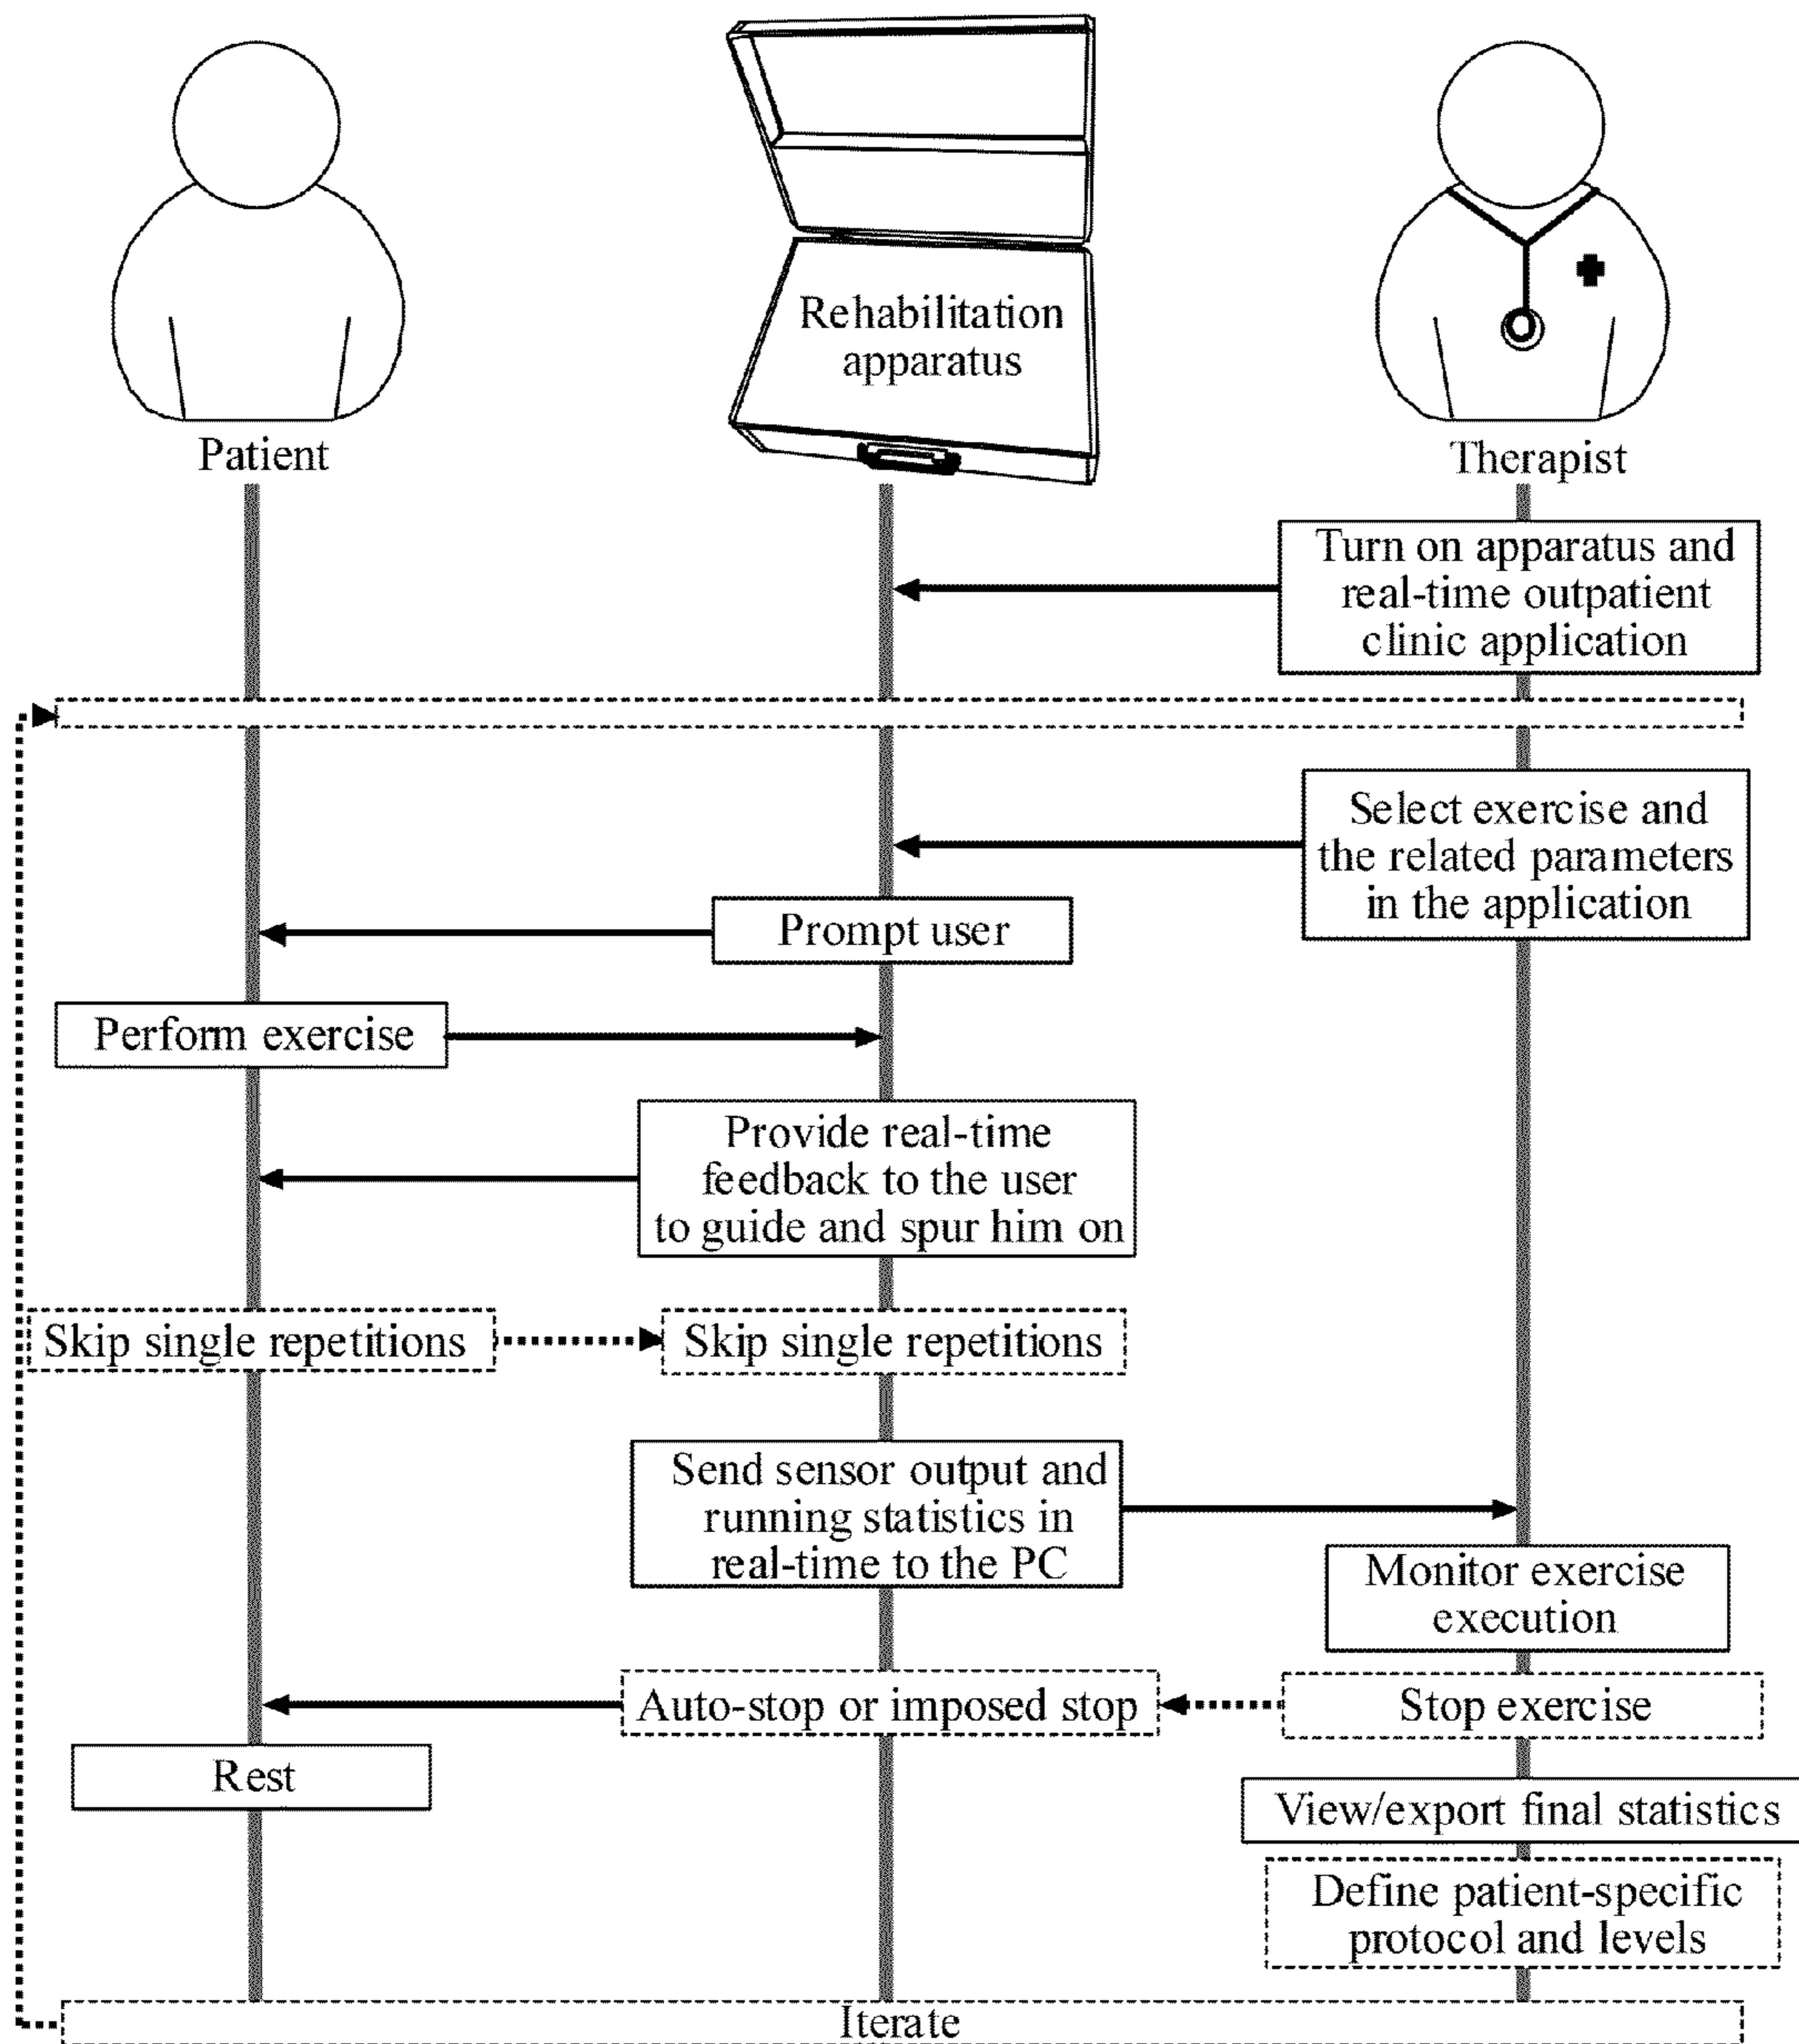 Rehabilitation
apparatus
Patient
Therapist
Turn on apparatus and
real-time outpatient
clinic application
Select exercise and
the related parameters
in the application
Prompt user
Perform exercise
Provide real-time
feedback to the user
to guide and spur him on
Skip single repetitions
Skip single repetitions
Send sensor output and
running statistics in
real-time to the PC
Monitor exercise
execution
Auto-stop or imposed stop
Stop exercise
Rest
View/export final statistics
Define patient-specific
protocol and levels
Iterate